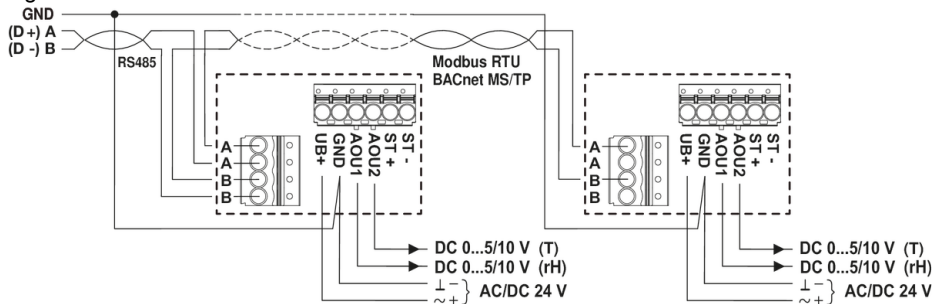 GND
(D +) A
(D -) B
RS485
Modbus RTU
BACnet MS/TP
A
A
B
B
UB+
GND
AOU1
AOU2
ST +
ST -
A
A
B
B
UB+
GND
AOU1
AOU2
ST +
ST -
DC 0...5/10 V (T)
DC 0...5/10 V (rH)
⊥ −
~ +
AC/DC 24 V
DC 0...5/10 V (T)
DC 0...5/10 V (rH)
⊥ −
~ +
AC/DC 24 V